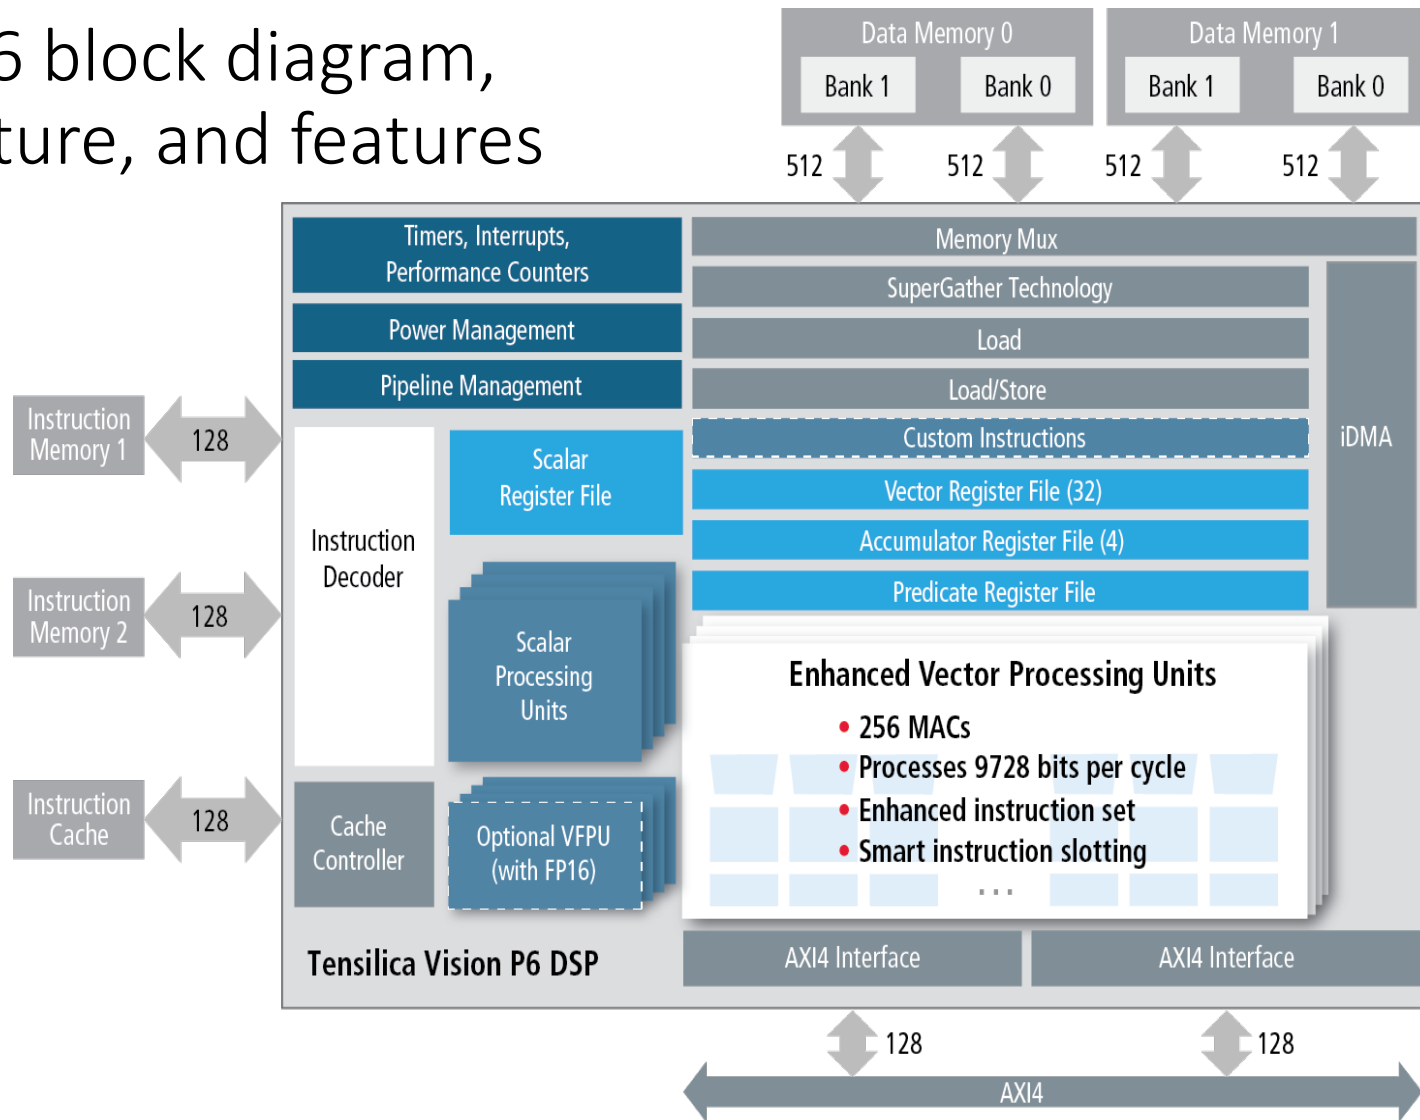 6 block diagram,
ture, and features
Data Memory 0
Data Memory 1
Bank 1
Bank 0
Bank 1
Bank 0
512
512
512
512
Timers, Interrupts,
Performance Counters
Power Management
Pipeline Management
Memory Mux
SuperGather Technology
Load
Load/Store
Custom Instructions
Vector Register File (32)
Accumulator Register File (4)
Predicate Register File
iDMA
Instruction
Memory 1
128
Instruction
Memory 2
128
Instruction
Cache
128
Instruction
Decoder
Scalar
Register File
Scalar
Processing
Units
Cache
Controller
Optional VFPU
(with FP16)
Enhanced Vector Processing Units
• 256 MACs
• Processes 9728 bits per cycle
• Enhanced instruction set
• Smart instruction slotting
...
Tensilica Vision P6 DSP
AXI4 Interface
AXI4 Interface
128
128
AXI4